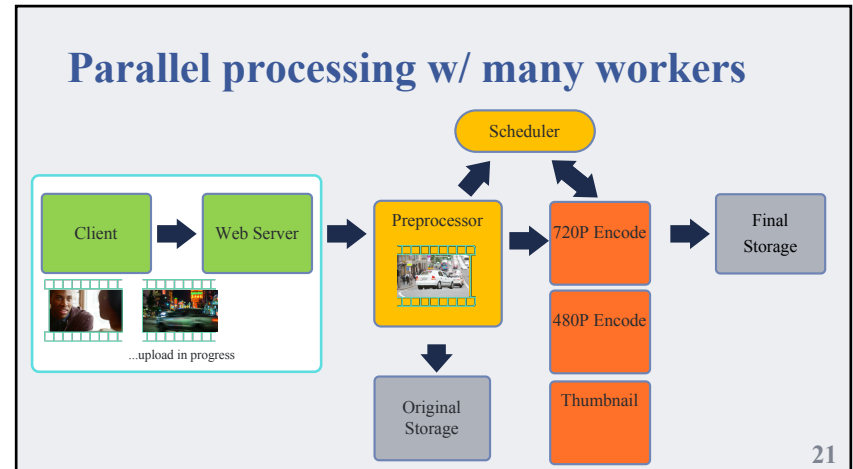 Parallel processing w/ many workers
Scheduler
Client
Web Server
Preprocessor
720P Encode
Final
Storage
480P Encode
...upload in progress
Original
Storage
Thumbnail
21